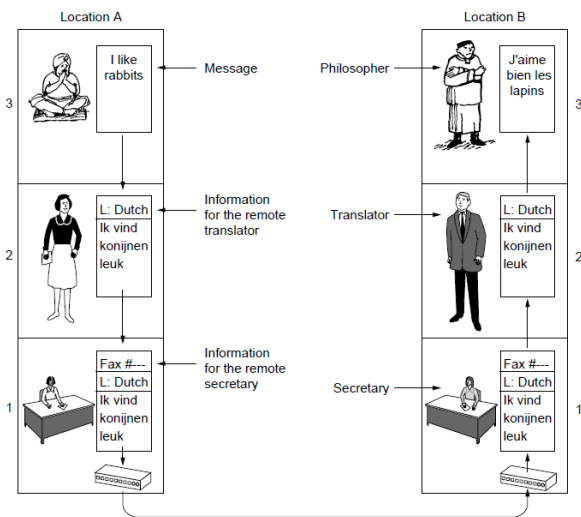 Location A
Location B
3
I like
rabbits
Message
Philosopher
J'aime
bien les
lapins
3
2
L: Dutch
Ik vind
konijnen
leuk
Information
for the remote
translator
Translator
L: Dutch
Ik vind
konijnen
leuk
2
1
Fax #---
L: Dutch
Ik vind
konijnen
leuk
Information
for the remote
secretary
Secretary
Fax #---
L: Dutch
Ik vind
konijnen
leuk
1